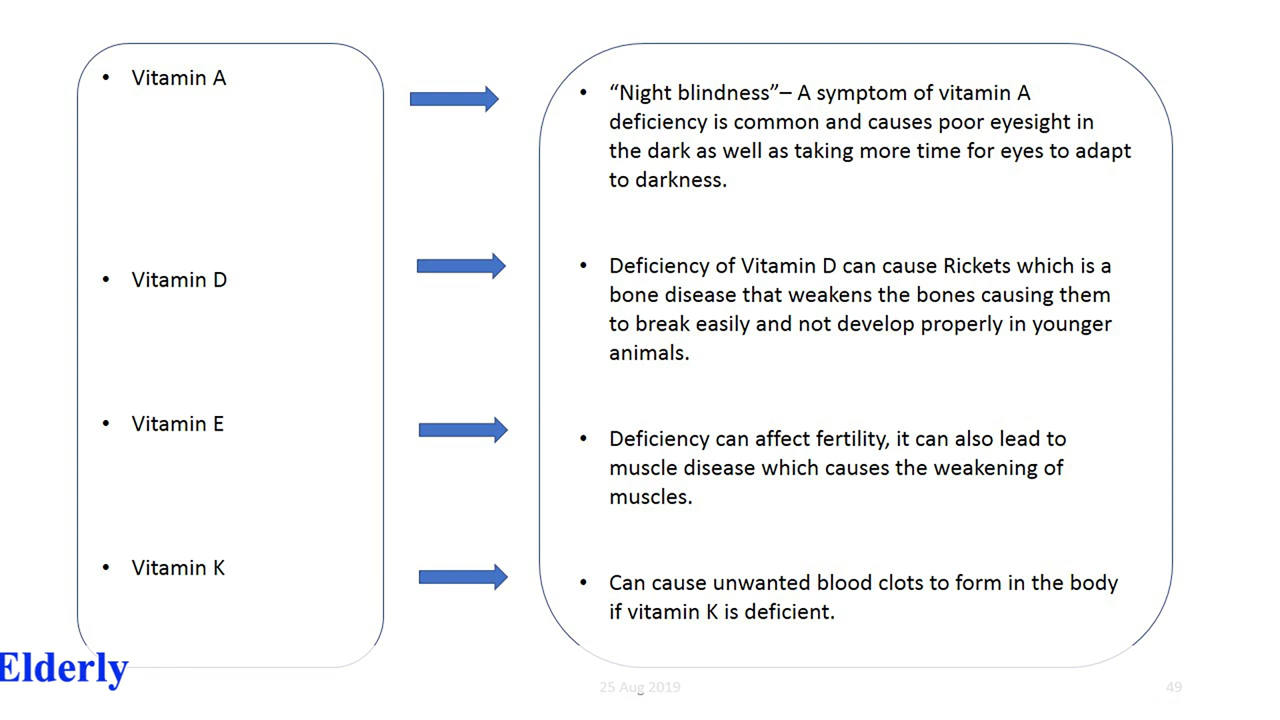 • Vitamin A
• “Night blindness”– A symptom of vitamin A
deficiency is common and causes poor eyesight in
the dark as well as taking more time for eyes to adapt
to darkness.
• Vitamin D
• Deficiency of Vitamin D can cause Rickets which is a
bone disease that weakens the bones causing them
to break easily and not develop properly in younger
animals.
• Vitamin E
• Deficiency can affect fertility, it can also lead to
muscle disease which causes the weakening of
muscles.
• Vitamin K
• Can cause unwanted blood clots to form in the body
if vitamin K is deficient.
Elderly
25 Aug 2019
49